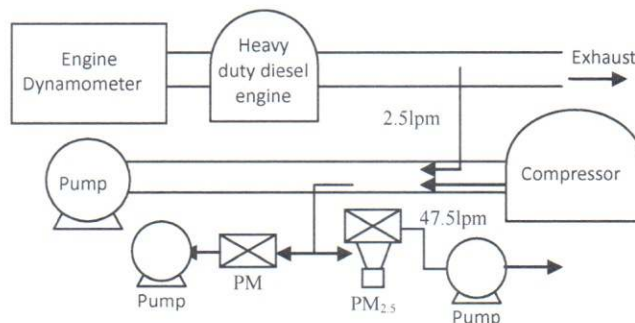 Engine
Dynamometer
Heavy
duty diesel
engine
Exhaust
2.5lpm
Pump
Compressor
47.5lpm
Pump
PM
PM2.5
Pump